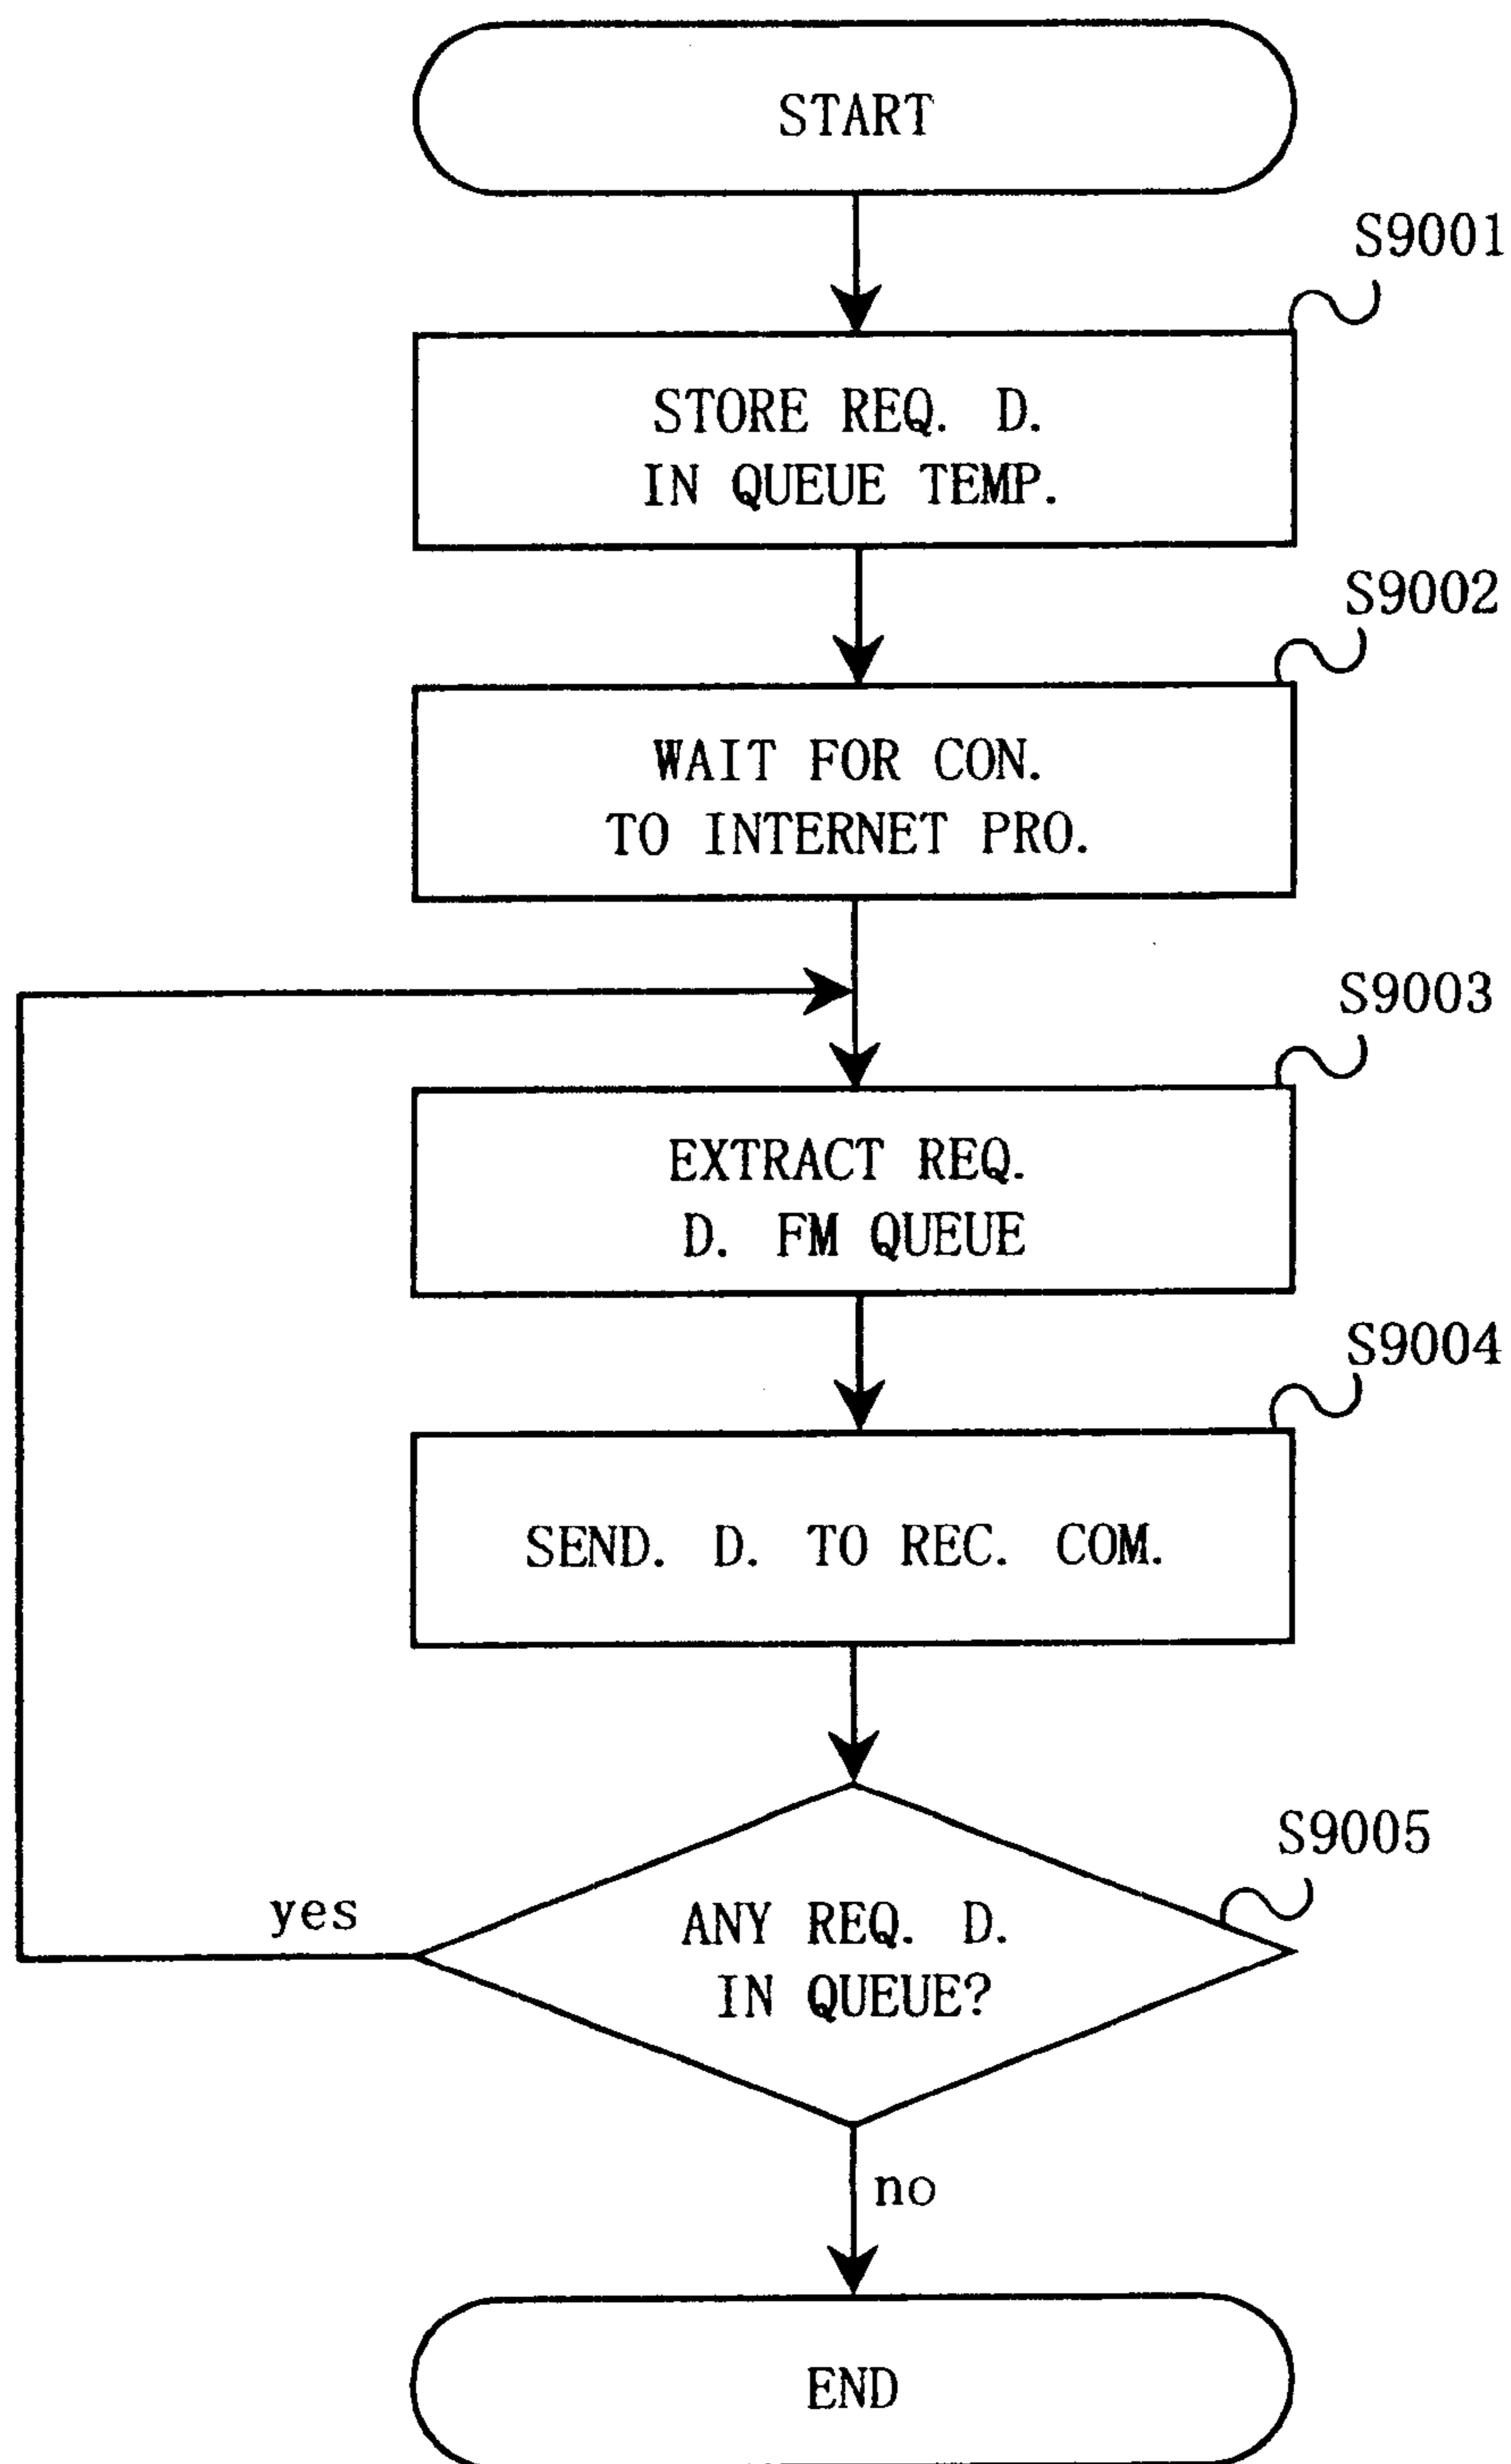 START
S9001
STORE REQ. D.
IN QUEUE TEMP.
S9002
WAIT FOR CON.
TO INTERNET PRO.
S9003
EXTRACT REQ.
D. FM QUEUE
S9004
SEND. D. TO REC. COM.
S9005
yes
ANY REQ. D.
IN QUEUE?
no
END